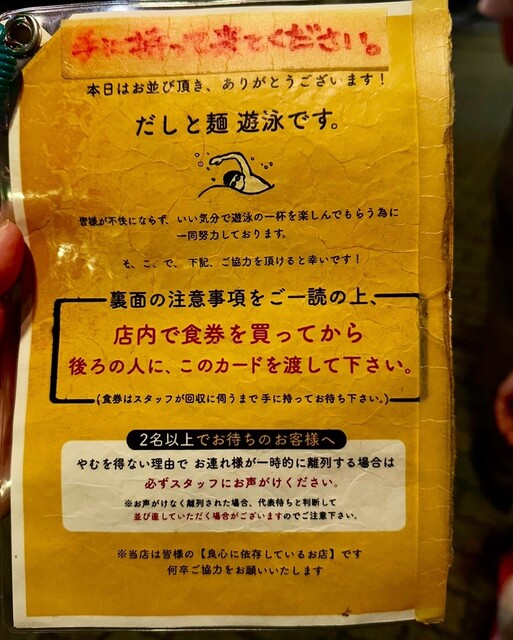 手に持って来てください。
本日はお並び頂き、ありがとうございます！
だしと麺 遊泳です。
皆様が不快にならず、いい気分で遊泳の一杯を楽しんでもらう為に
一同努力しております。
そ、こ、で、下記、ご協力を頂けると幸いです！
裏面の注意事項をご一読の上、
店内で食券を買ってから
後ろの人に、このカードを渡して下さい。
(食券はスタッフが回収に伺うまで手に持ってお待ち下さい。)
2名以上でお待ちのお客様へ
やむを得ない理由で お連れ様が一時的に離列する場合は
必ずスタッフにお声がけください。
※お声がけなく離列された場合、代表待ちと判断して
並び直していただく場合がございますのでご注意下さい。
※当店は皆様の【良心に依存しているお店】です
何卒ご協力をお願いいたします